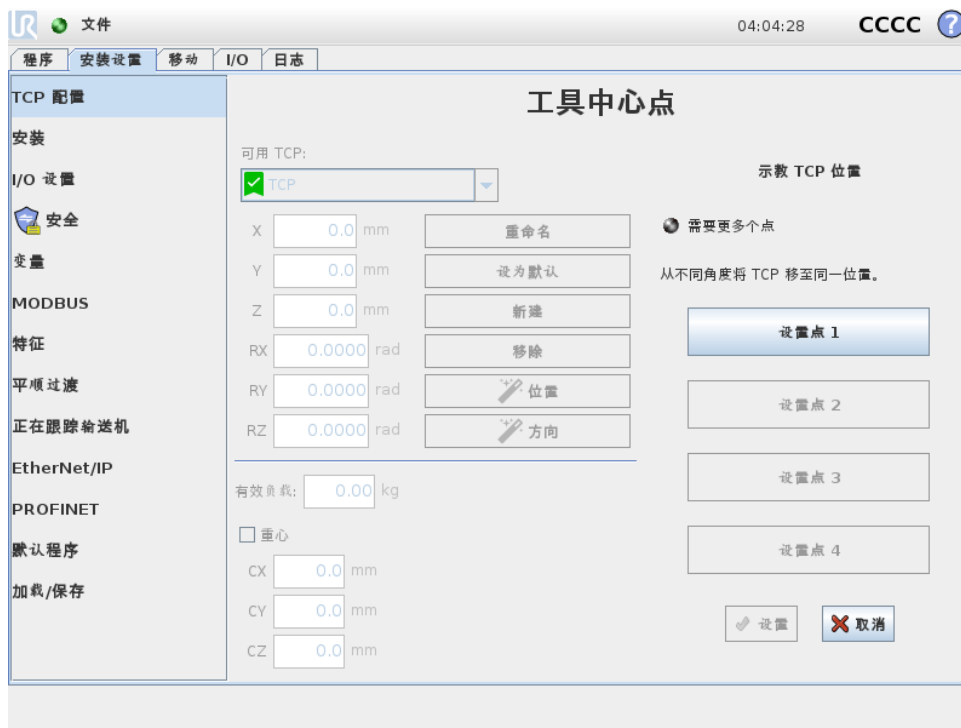 UR 文件 04:04:28 CCCC ?
程序 安装设置 移动 I/O 日志
TCP 配置
安装
I/O 设置
安全
变量
MODBUS
特征
平顺过渡
正在跟踪输送机
EtherNet/IP
PROFINET
默认程序
加载/保存
工具中心点
可用 TCP:
TCP
X 0.0 mm 重命名
Y 0.0 mm 设为默认
Z 0.0 mm 新建
RX 0.0000 rad 移除
RY 0.0000 rad 位置
RZ 0.0000 rad 方向
有效负载: 0.00 kg
重心
CX 0.0 mm
CY 0.0 mm
CZ 0.0 mm
示教 TCP 位置
需要更多个点
从不同角度将 TCP 移至同一位置。
设置点 1
设置点 2
设置点 3
设置点 4
设置 取消